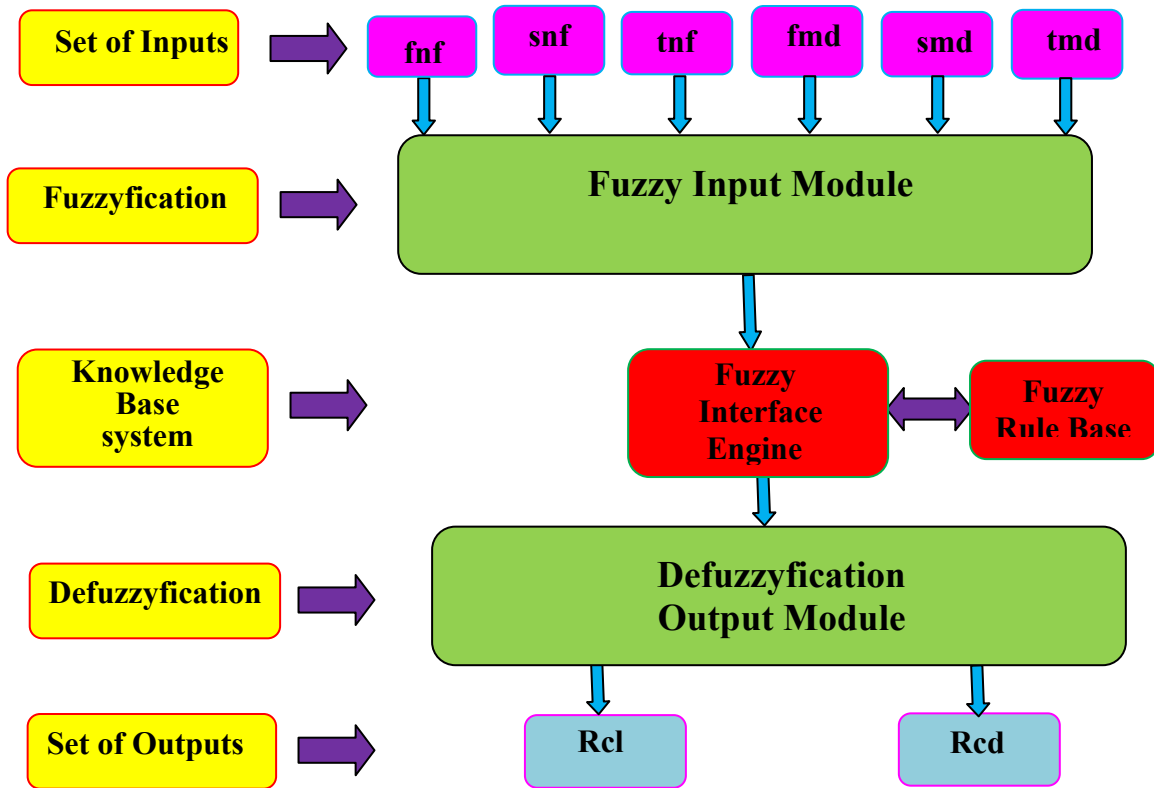 Set of Inputs
fnf
snf
tnf
fmd
smd
tmd
Fuzzyfication
Fuzzy Input Module
Knowledge
Base
system
Fuzzy
Interface
Engine
Fuzzy
Rule Base
Defuzzyfication
Defuzzyfication
Output Module
Set of Outputs
Rcl
Rcd